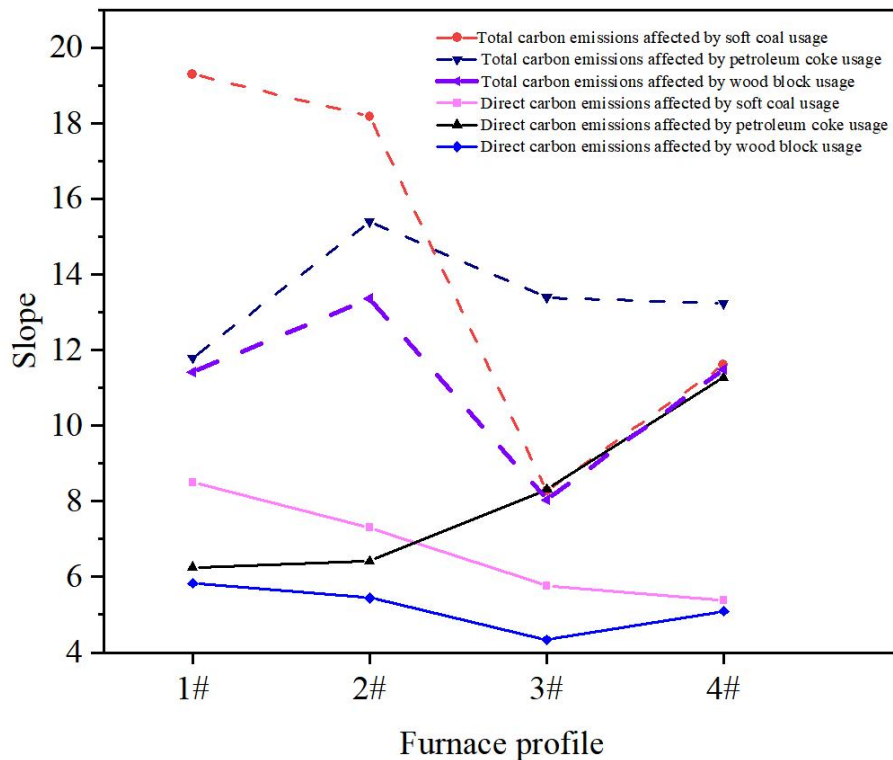 Total carbon emissions affected by soft coal usage
Total carbon emissions affected by petroleum coke usage
Total carbon emissions affected by wood block usage
Direct carbon emissions affected by soft coal usage
Direct carbon emissions affected by petroleum coke usage
Direct carbon emissions affected by wood block usage
20
18
16
14
12
10
8
6
4
Slope
1# 2# 3# 4#
Furnace profile